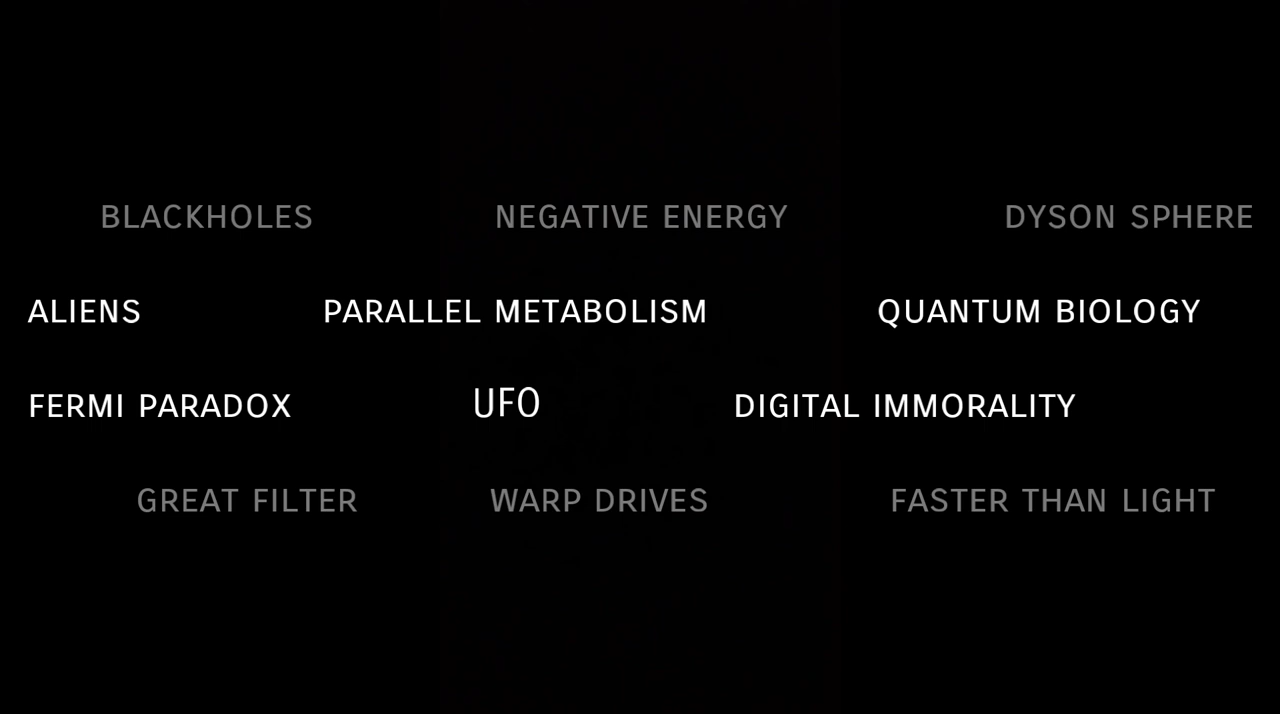 BLACKHOLES NEGATIVE ENERGY DYSON SPHERE
ALIENS PARALLEL METABOLISM QUANTUM BIOLOGY
FERMI PARADOX UFO DIGITAL IMMORALITY
GREAT FILTER WARP DRIVES FASTER THAN LIGHT